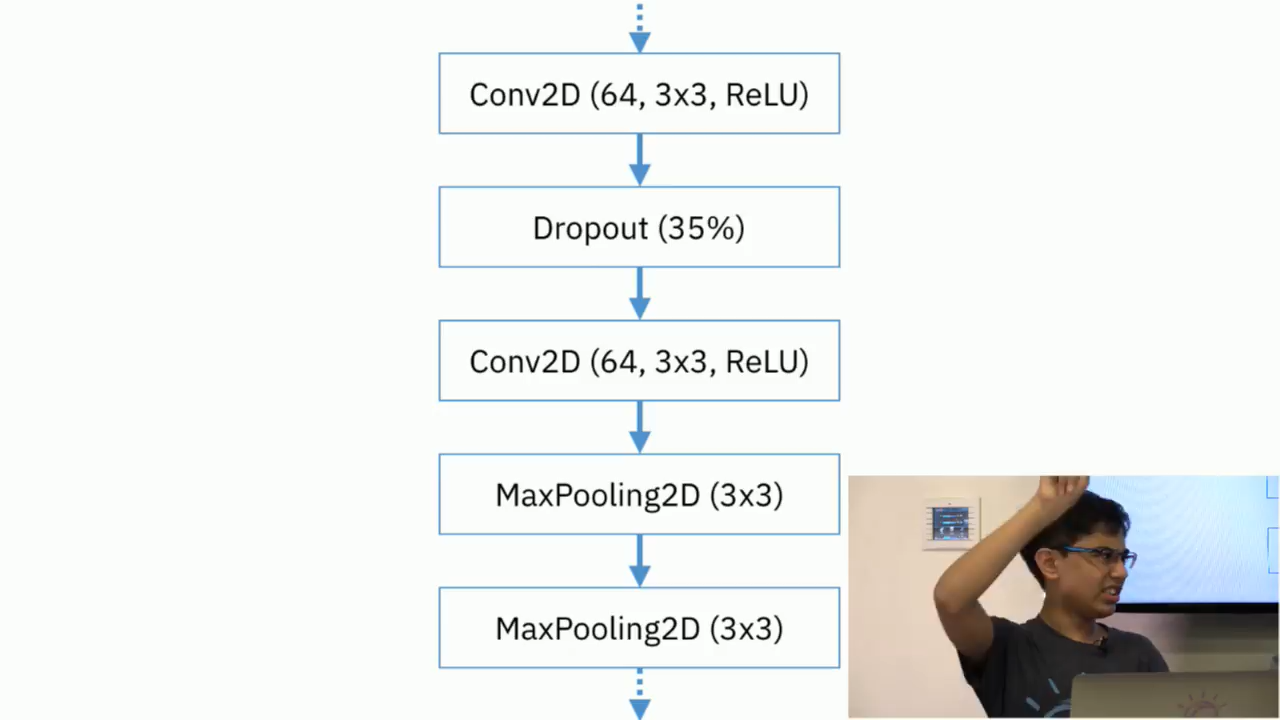 Conv2D (64, 3x3, ReLU)
Dropout (35%)
Conv2D (64, 3x3, ReLU)
MaxPooling2D (3x3)
MaxPooling2D (3x3)